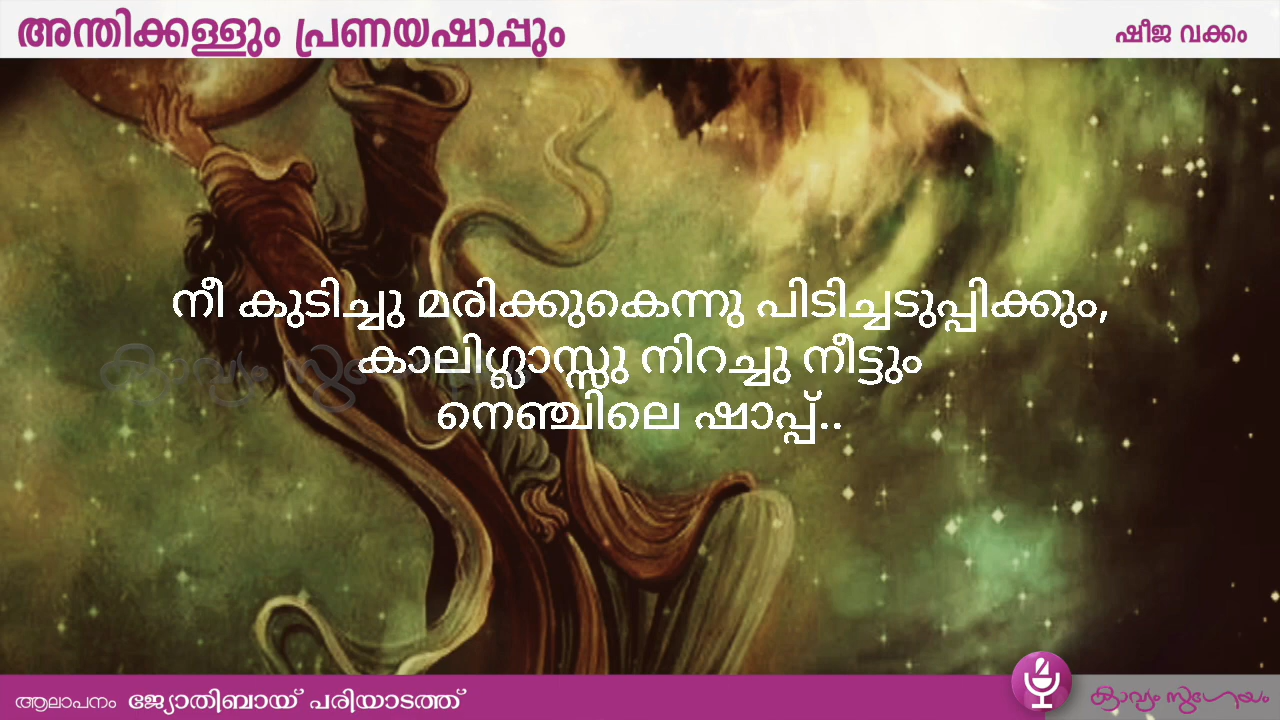 അന്തിക്കള്ളും പ്രണയഷാപ്പും
ഷീജ വക്കം
നീ കുടിച്ചു മരിക്കുകെന്നു പിടിച്ചടുപ്പിക്കും,
കാലിഗ്ലാസ്സു നിറച്ചു നീട്ടും
നെഞ്ചിലെ ഷാപ്പ്..
ആലാപനം ജ്യോതിബായ് പരിയാടത്ത്
കാവ്യം സുഗേയം